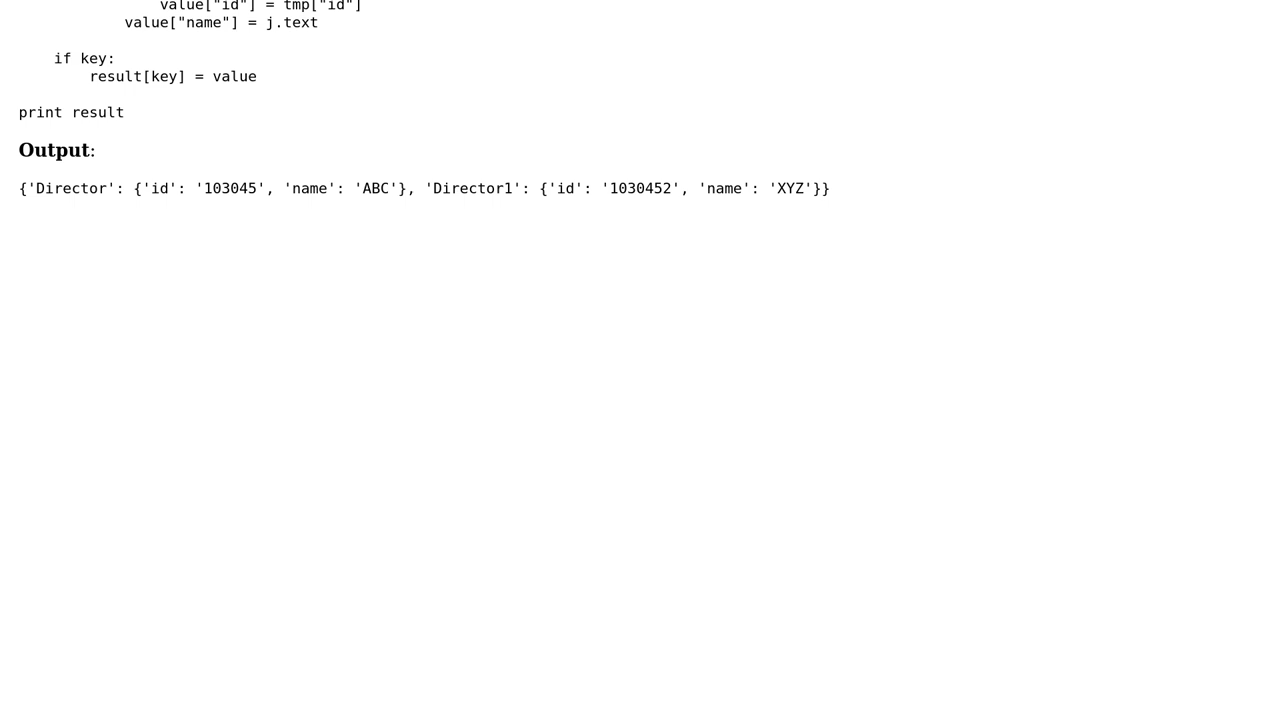 value["id"] = tmp["id"]
value["name"] = j.text
if key:
result[key] = value
print result
Output:
{'Director': {'id': '103045', 'name': 'ABC'}, 'Director1': {'id': '1030452', 'name': 'XYZ'}}